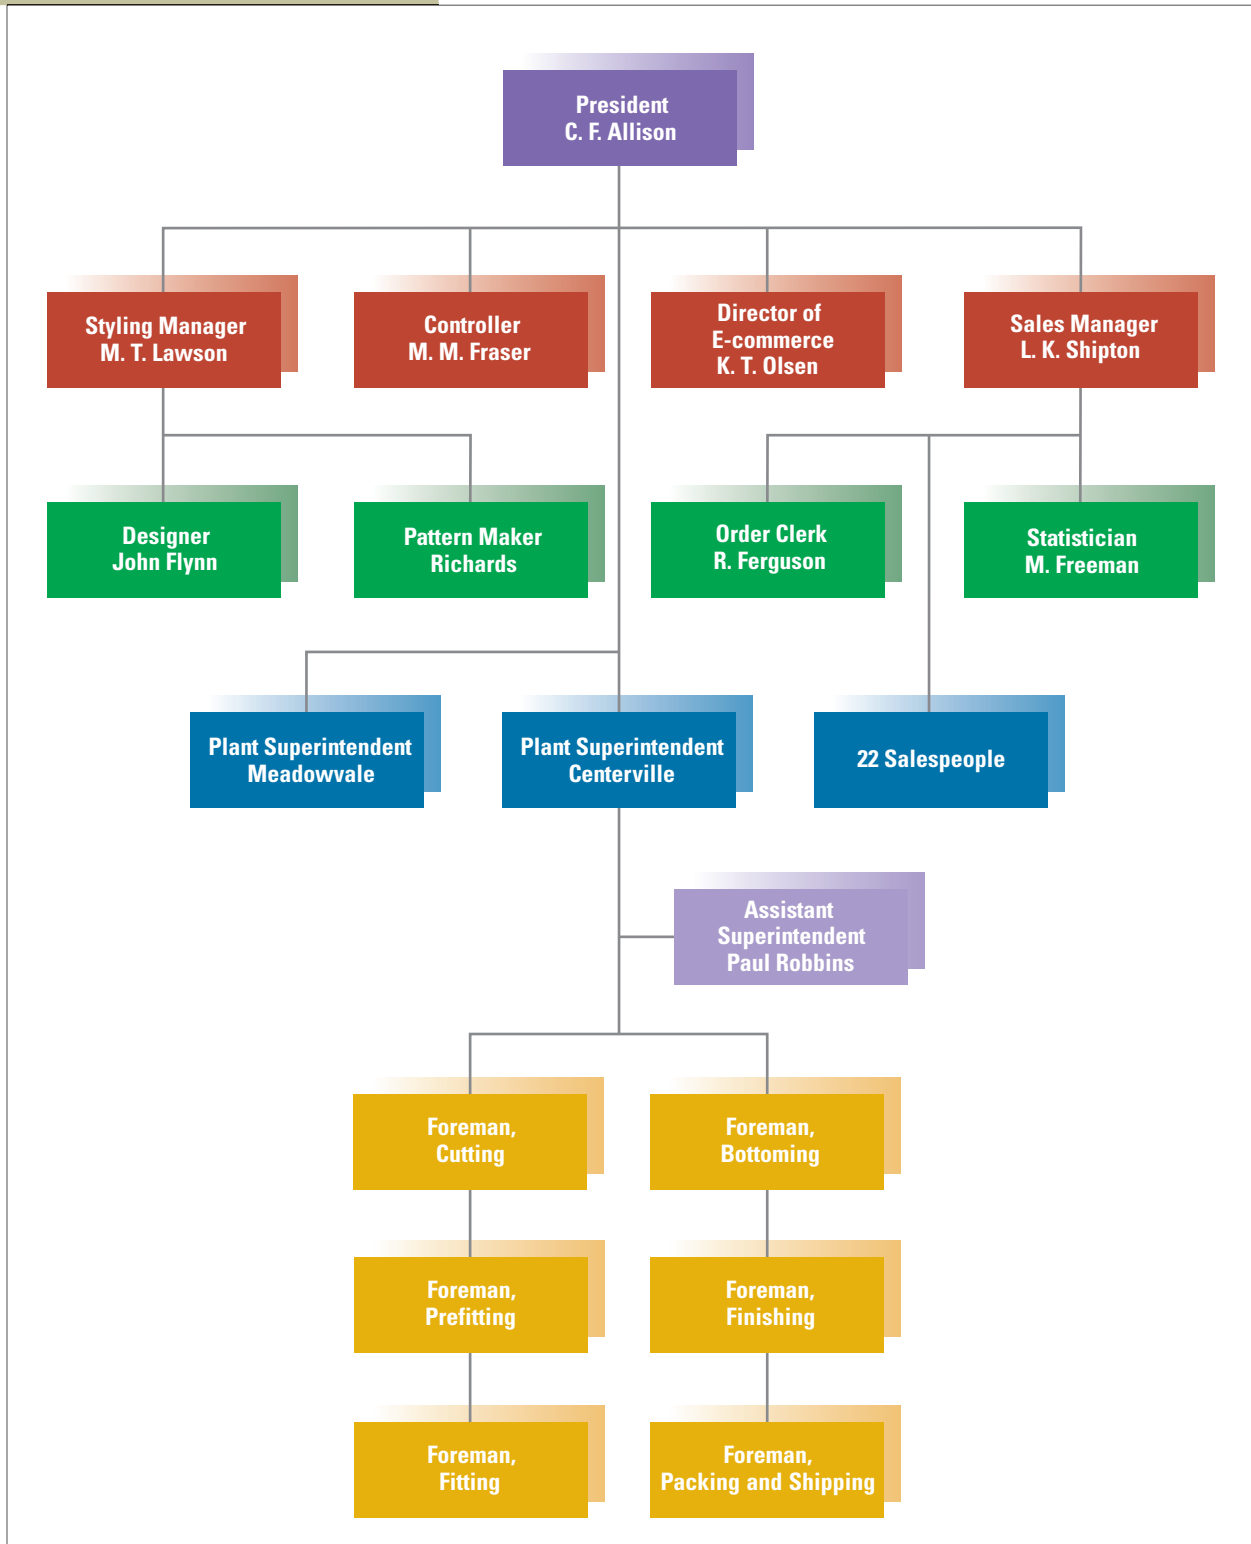 President
C. F. Allison
Styling Manager
M. T. Lawson
Controller
M. M. Fraser
Director of
E-commerce
K. T. Olsen
Sales Manager
L. K. Shipton
Designer
John Flynn
Pattern Maker
Richards
Order Clerk
R. Ferguson
Statistician
M. Freeman
Plant Superintendent
Meadowvale
Plant Superintendent
Centerville
22 Salespeople
Assistant
Superintendent
Paul Robbins
Foreman,
Cutting
Foreman,
Bottoming
Foreman,
Prefitting
Foreman,
Finishing
Foreman,
Fitting
Foreman,
Packing and Shipping